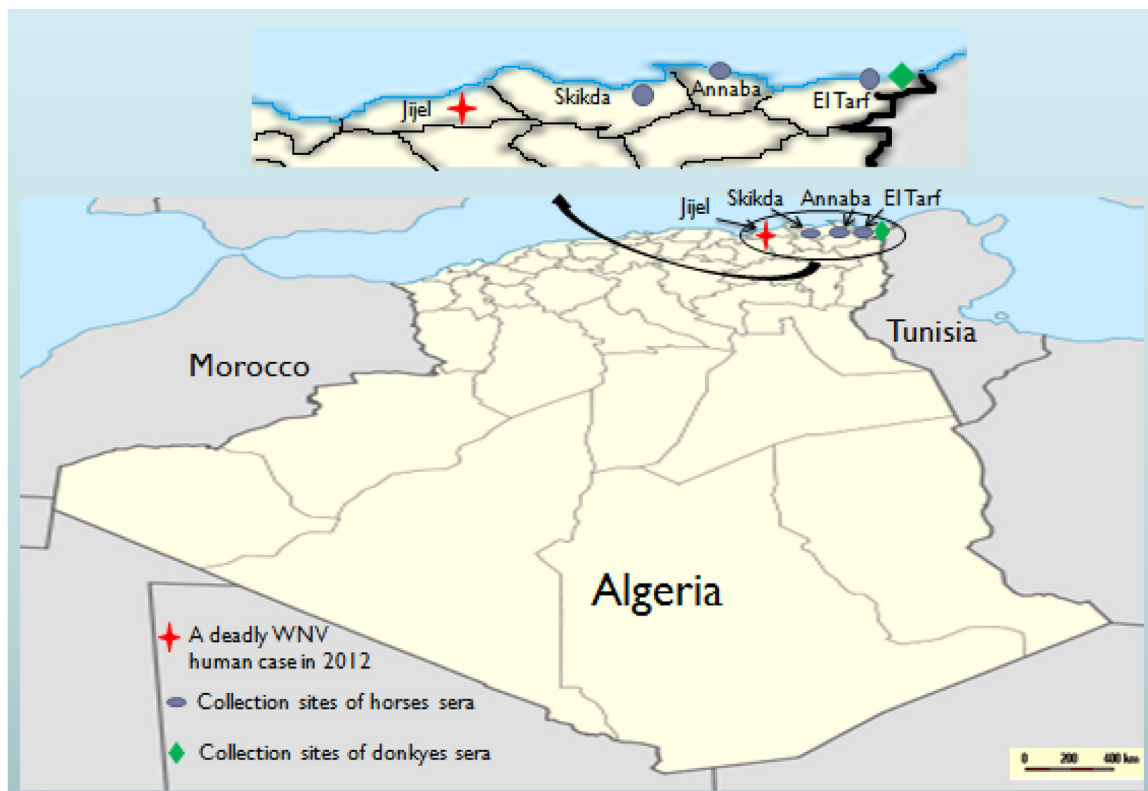 Jijel
Skikda
Annaba
El Tarf
Jijel
Skikda
Annaba
El Tarf
Morocco
Tunisia
Algeria
A deadly WNV
human case in 2012
Collection sites of horses sera
Collection sites of donkyes sera
0 200 400 km